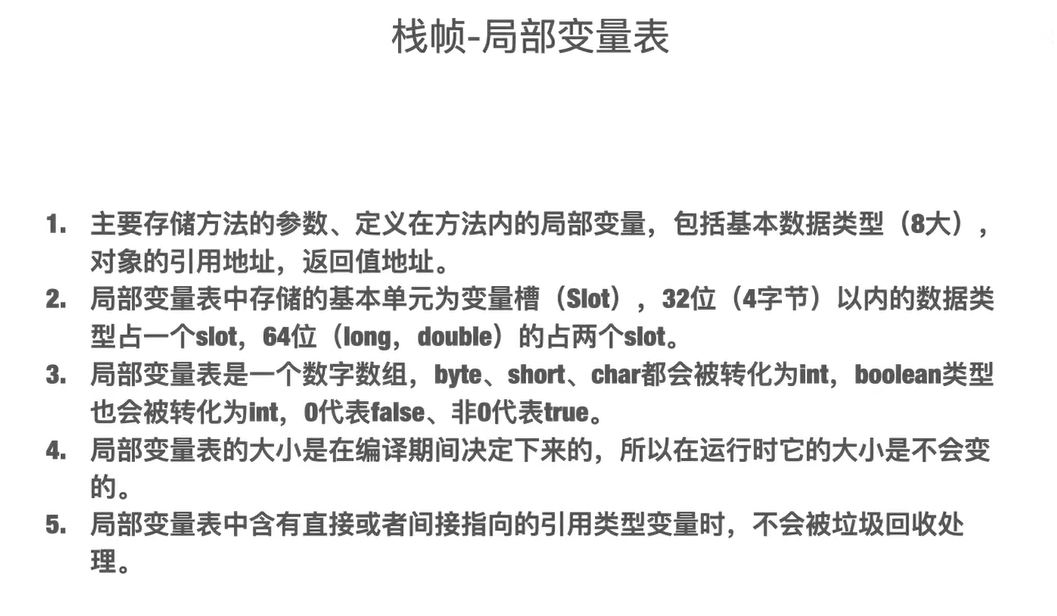 栈帧-局部变量表
1. 主要存储方法的参数、定义在方法内的局部变量，包括基本数据类型（8大），
对象的引用地址，返回值地址。
2. 局部变量表中存储的基本单元为变量槽（Slot），32位（4字节）以内的数据类
型占一个slot，64位（long，double）的占两个slot。
3. 局部变量表是一个数字数组，byte、short、char都会被转化为int，boolean类型
也会被转化为int，0代表false、非0代表true。
4. 局部变量表的大小是在编译期间决定下来的，所以在运行时它的大小是不会变
的。
5. 局部变量表中含有直接或者间接指向的引用类型变量时，不会被垃圾回收处
理。